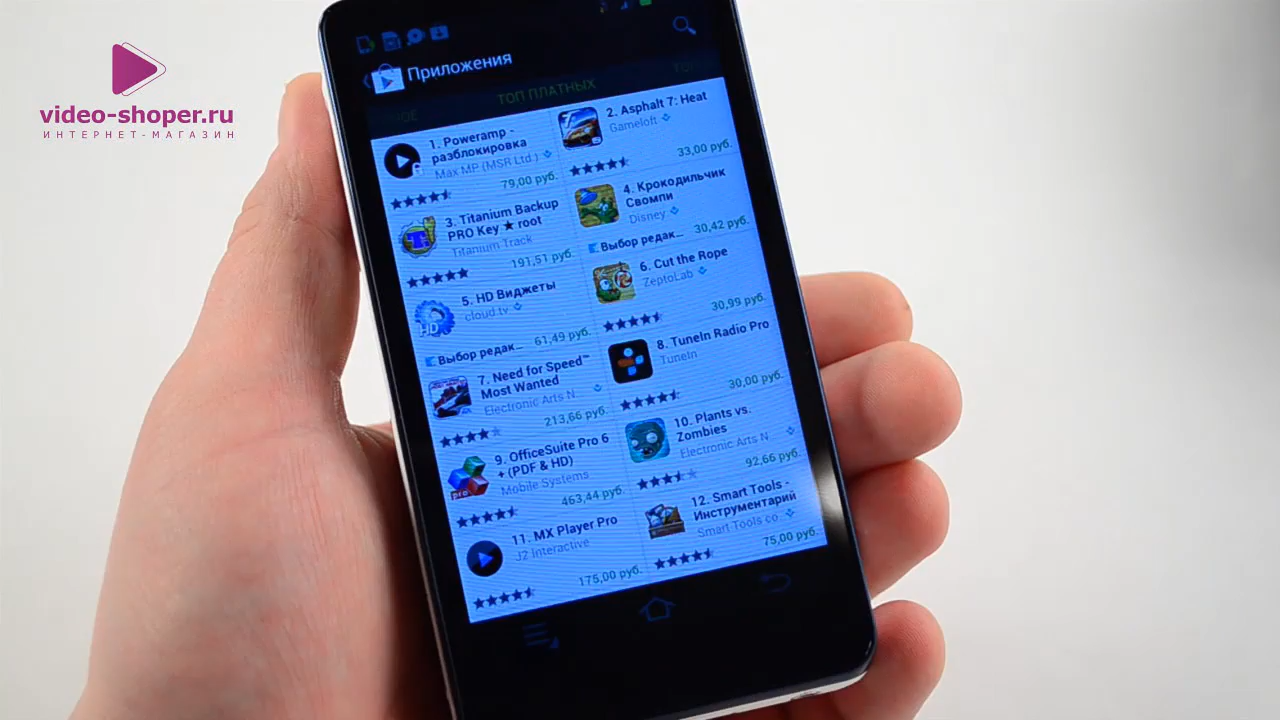 video-shoper.ru
ИНТЕРНЕТ-МАГАЗИН
Приложения
ТОП ПЛАТНЫХ
1. Poweramp -
разблокировка
Max MP (MSR Ltd.)
79,00 руб.
2. Asphalt 7: Heat
Gameloft
33,00 руб.
3. Titanium Backup
PRO Key ★ root
Titanium Track
191,51 руб.
4. Крокодильчик
Свомпи
Disney
Выбор редак...
30,42 руб.
5. HD Виджеты
cloud.tv
Выбор редак...
61,49 руб.
6. Cut the Rope
ZeptoLab
30,99 руб.
7. Need for Speed™
Most Wanted
Electronic Arts N...
213,66 руб.
8. TuneIn Radio Pro
TuneIn
30,00 руб.
9. OfficeSuite Pro 6
+ (PDF & HD)
Mobile Systems
463,44 руб.
pro
10. Plants vs.
Zombies
Electronic Arts N...
92,66 руб.
11. MX Player Pro
J2 Interactive
175,00 руб.
12. Smart Tools -
Инструментарий
Smart Tools co.
75,00 руб.
HD